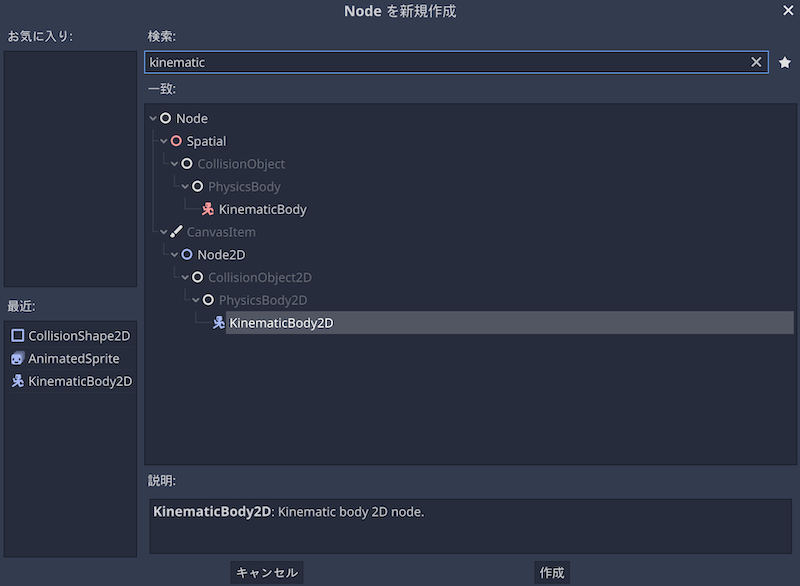 Node を新規作成
お気に入り:
検索:
kinematic
一致:
Node
Spatial
CollisionObject
PhysicsBody
KinematicBody
CanvasItem
Node2D
CollisionObject2D
PhysicsBody2D
KinematicBody2D
最近:
CollisionShape2D
AnimatedSprite
KinematicBody2D
説明:
KinematicBody2D: Kinematic body 2D node.
キャンセル
作成